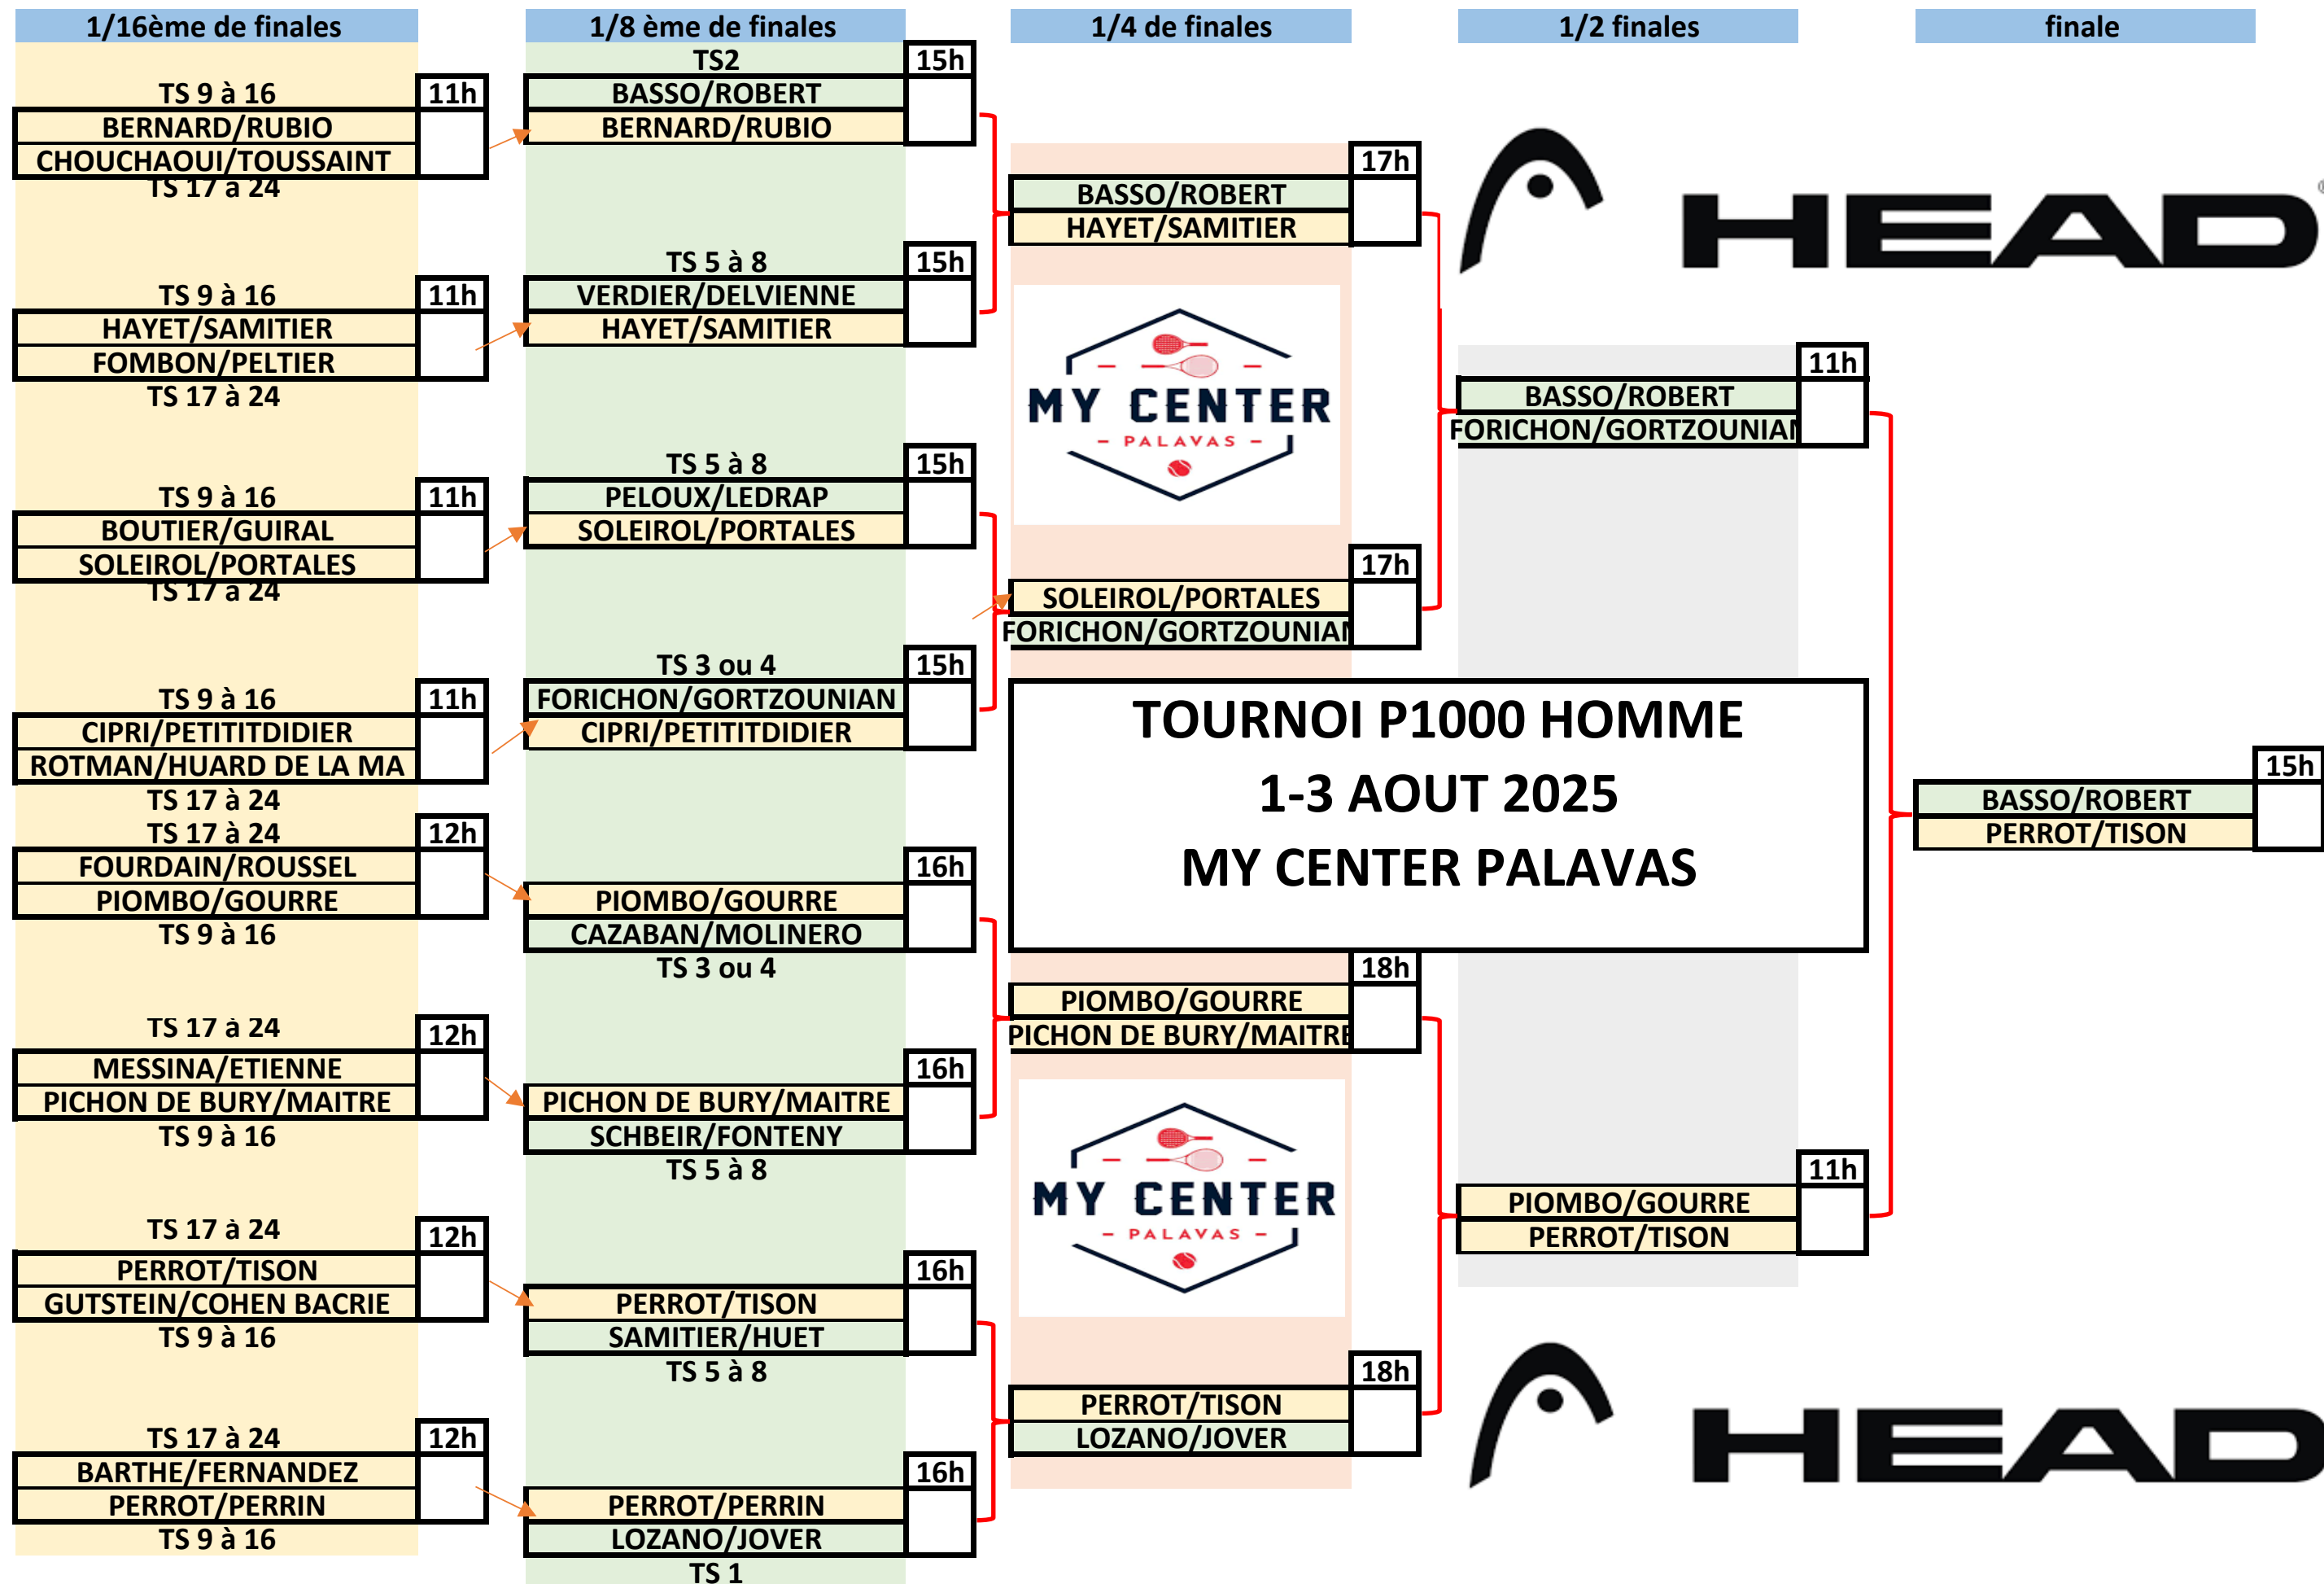 1/16ème de finales
TS 9 à 16
11h
BERNARD/RUBIO
CHOUCHAOUI/TOUSSAINT
TS 17 à 24
TS 9 à 16
11h
HAYET/SAMITIER
FOMBON/PELTIER
TS 17 à 24
TS 9 à 16
11h
BOUTIER/GUIRAL
SOLEIROL/PORTALES
TS 17 à 24
TS 9 à 16
11h
CIPRI/PETITITDIDIER
ROTMAN/HUARD DE LA MA
TS 17 à 24
TS 17 à 24
12h
FOURDAIN/ROUSSEL
PIOMBO/GOURRE
TS 9 à 16
TS 17 à 24
12h
MESSINA/ETIENNE
PICHON DE BURY/MAITRE
TS 9 à 16
TS 17 à 24
12h
PERROT/TISON
GUTSTEIN/COHEN BACRIE
TS 9 à 16
TS 17 à 24
12h
BARTHE/FERNANDEZ
PERROT/PERRIN
TS 9 à 16
1/8 ème de finales
TS2
15h
BASSO/ROBERT
BERNARD/RUBIO
TS 5 à 8
15h
VERDIER/DELVIENNE
HAYET/SAMITIER
TS 5 à 8
15h
PELOUX/LEDRAP
SOLEIROL/PORTALES
TS 3 ou 4
15h
FORICHON/GORTZOUNIAN
CIPRI/PETITITDIDIER
16h
PIOMBO/GOURRE
CAZABAN/MOLINERO
TS 3 ou 4
16h
PICHON DE BURY/MAITRE
SCHBEIR/FONTENY
TS 5 à 8
16h
PERROT/TISON
SAMITIER/HUET
TS 5 à 8
16h
PERROT/PERRIN
LOZANO/JOVER
TS 1
1/4 de finales
17h
BASSO/ROBERT
HAYET/SAMITIER
MY CENTER
- PALAVAS -
17h
SOLEIROL/PORTALES
FORICHON/GORTZOUNIAN
TOURNOI P1000 HOMME
1-3 AOUT 2025
MY CENTER PALAVAS
18h
PIOMBO/GOURRE
PICHON DE BURY/MAITRE
MY CENTER
- PALAVAS -
18h
PERROT/TISON
LOZANO/JOVER
1/2 finales
HEAD®
11h
BASSO/ROBERT
FORICHON/GORTZOUNIAN
11h
PIOMBO/GOURRE
PERROT/TISON
HEAD
finale
15h
BASSO/ROBERT
PERROT/TISON